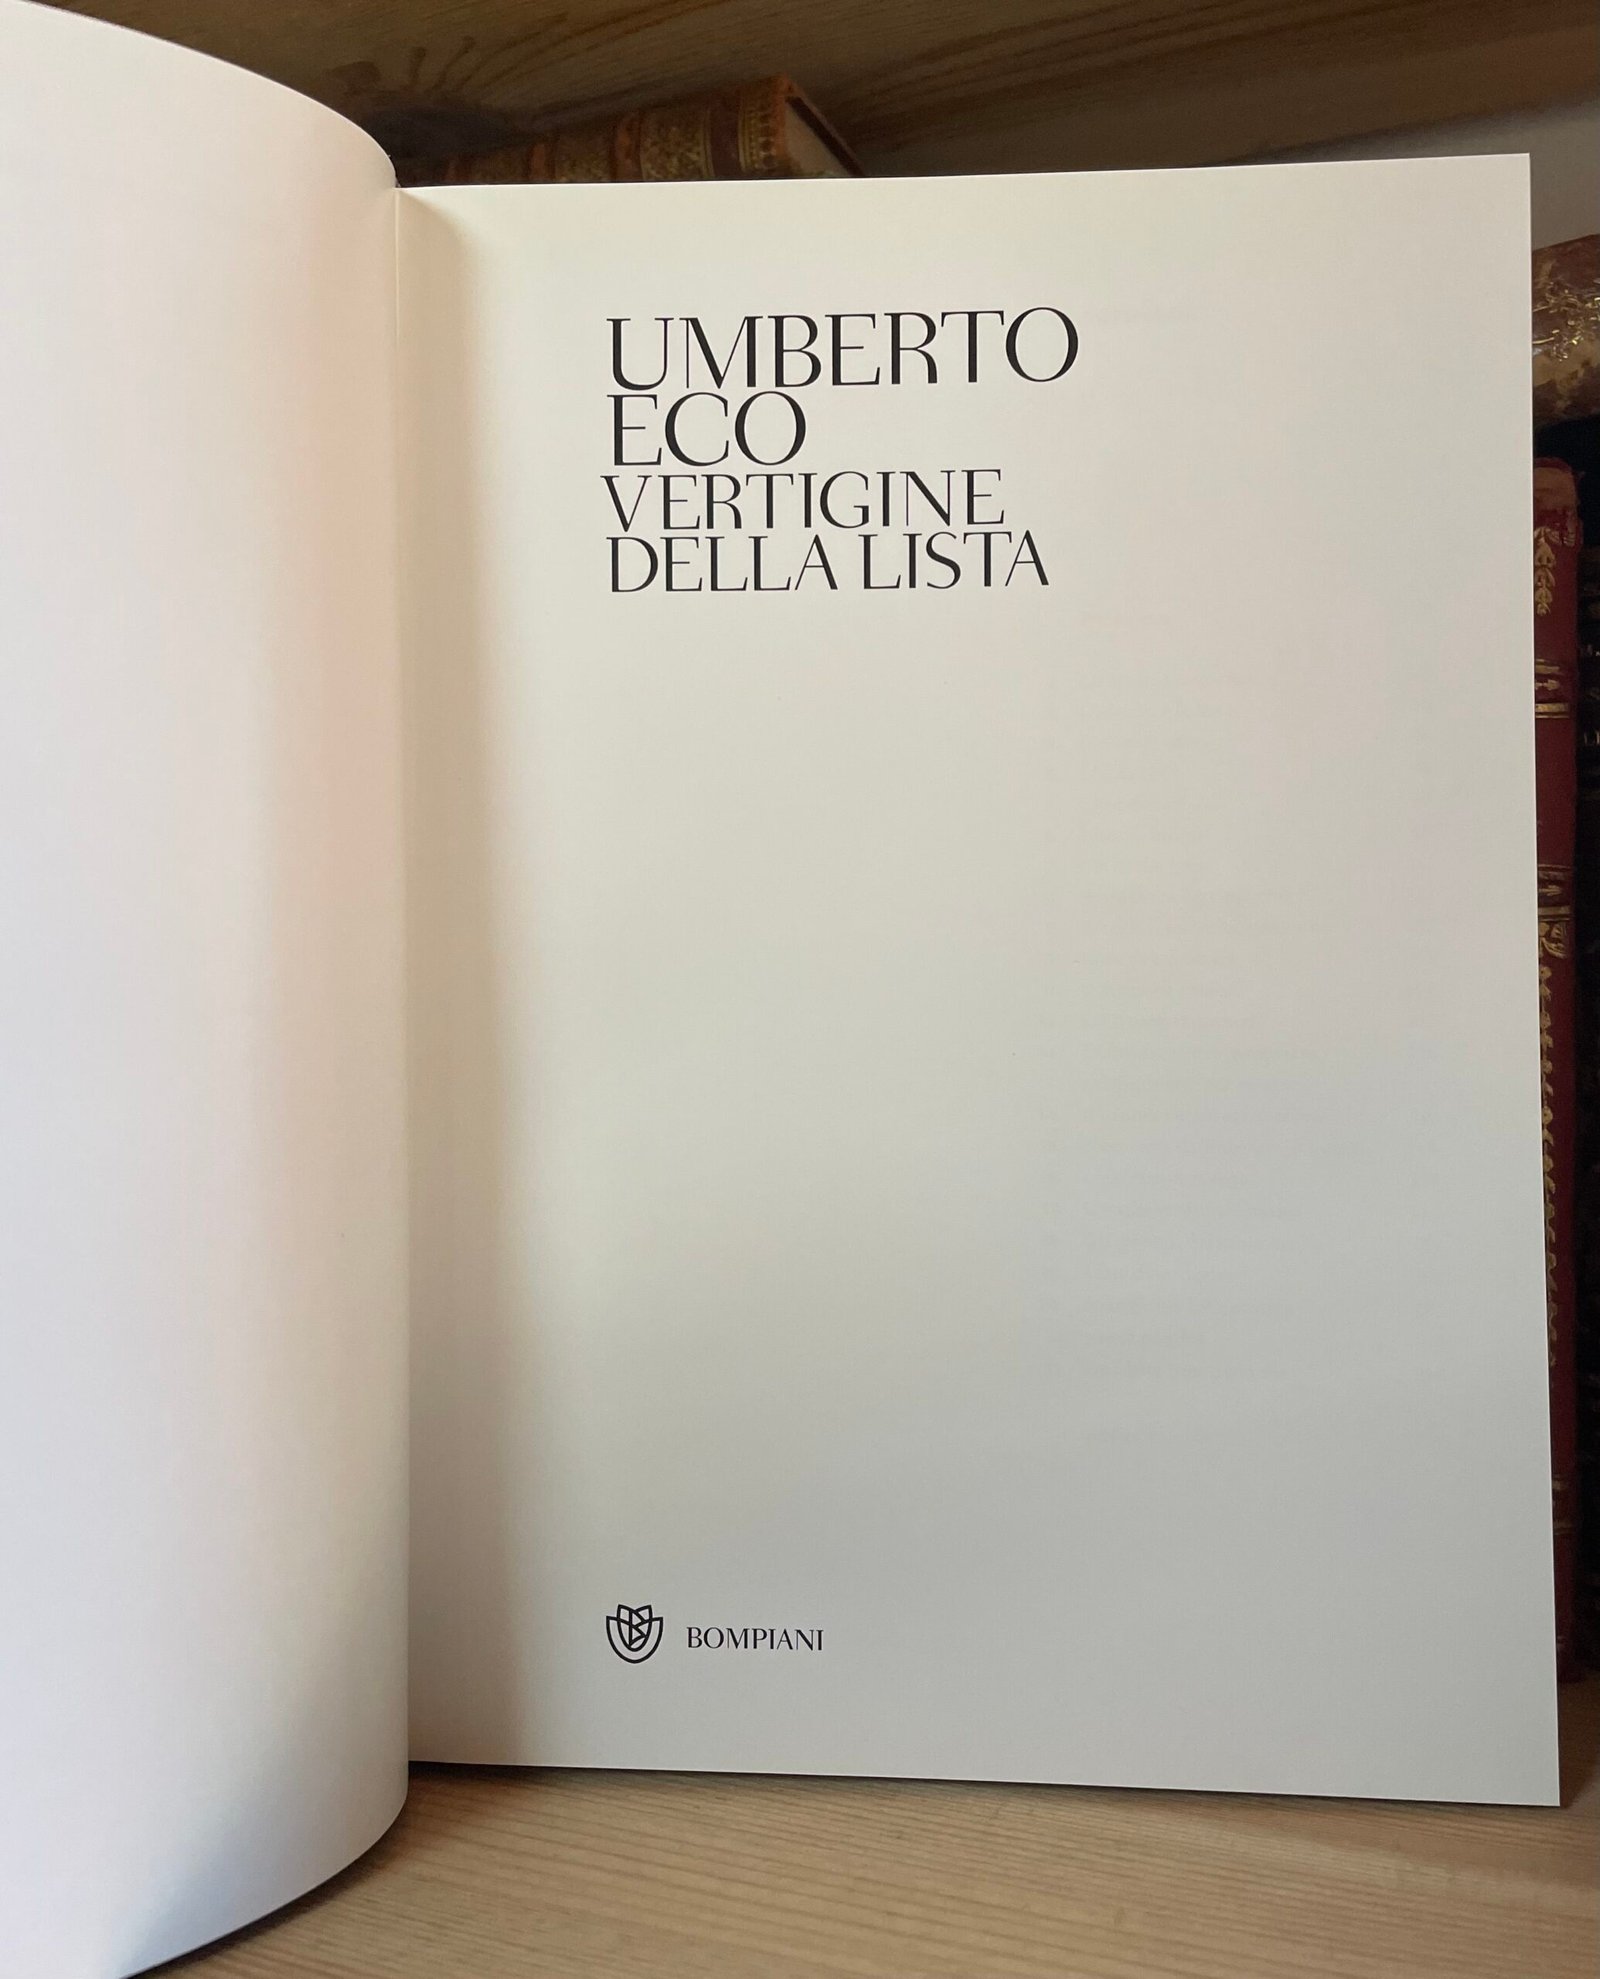 UMBERTO
ECO
VERTIGINE
DELLA LISTA
BOMPIANI